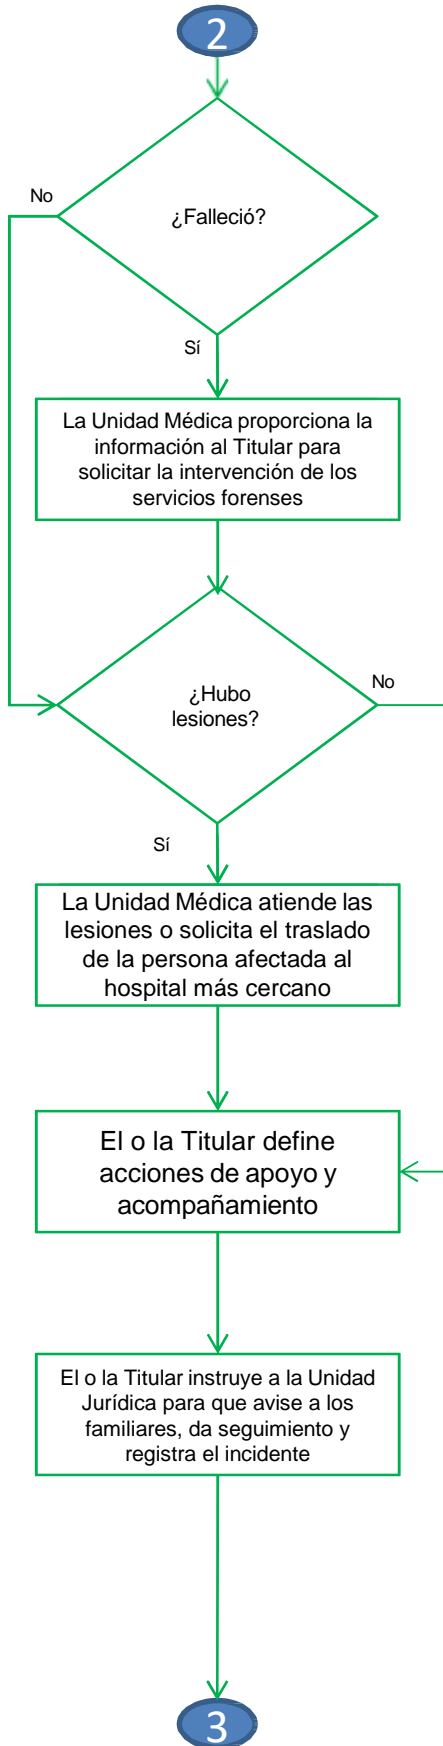 2
¿Falleció?
No
Sí
La Unidad Médica proporciona la
información al Titular para
solicitar la intervención de los
servicios forenses
¿Hubo
lesiones?
No
Sí
La Unidad Médica atiende las
lesiones o solicita el traslado
de la persona afectada al
hospital más cercano
El o la Titular define
acciones de apoyo y
acompañamiento
El o la Titular instruye a la Unidad
Jurídica para que avise a los
familiares, da seguimiento y
registra el incidente
3